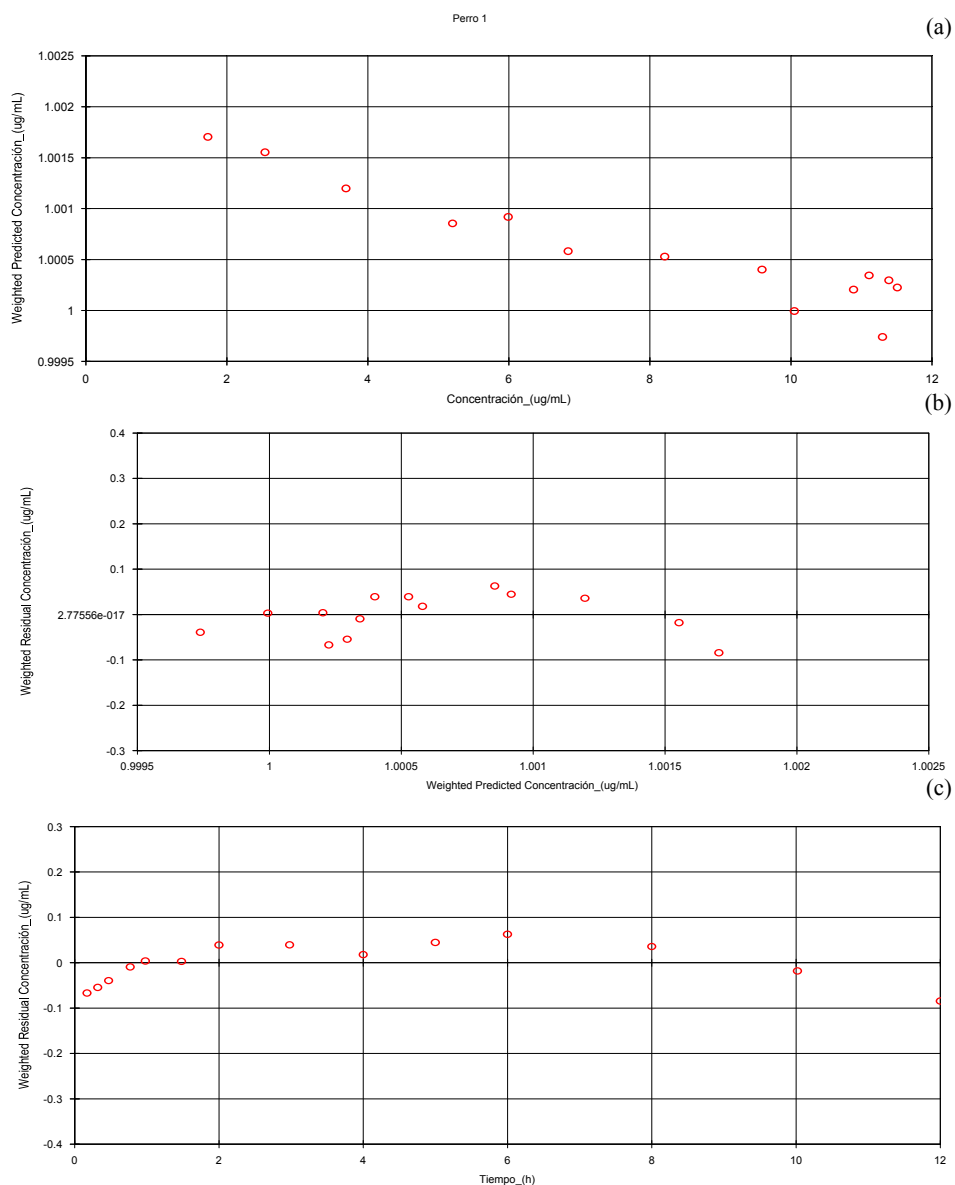 Perro 1
(a)
1.0025
1.002
1.0015
1.001
1.0005
1
0.9995
Weighted Predicted Concentración_(ug/mL)
0 2 4 6 8 10 12
Concentración_(ug/mL)
(b)
0.4
0.3
0.2
0.1
2.77556e-017
-0.1
-0.2
-0.3
Weighted Residual Concentración_(ug/mL)
0.9995 1 1.0005 1.001 1.0015 1.002 1.0025
Weighted Predicted Concentración_(ug/mL)
(c)
0.3
0.2
0.1
0
-0.1
-0.2
-0.3
-0.4
Weighted Residual Concentración_(ug/mL)
0 2 4 6 8 10 12
Tiempo_(h)